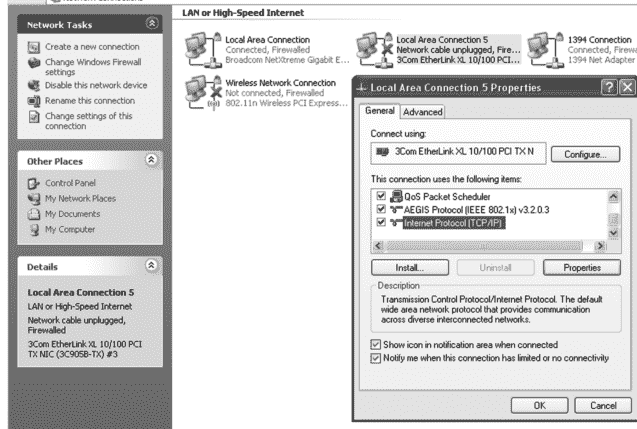 Network Connections
Network Tasks
Create a new connection
Change Windows Firewall
settings
Disable this network device
Rename this connection
Change settings of this
connection
Other Places
Control Panel
My Network Places
My Documents
My Computer
Details
Local Area Connection 5
LAN or High-Speed Internet
Network cable unplugged,
Firewalled
3Com EtherLink XL 10/100 PCI
TX NIC (3C905B-TX) #3
LAN or High-Speed Internet
Local Area Connection
Connected, Firewalled
Broadcom NetXtreme Gigabit E...
Local Area Connection 5
Network cable unplugged, Fire...
3Com EtherLink XL 10/100 PCI...
1394 Connection
Connected, Firewa
1394 Net Adapter
Wireless Network Connection
Not connected, Firewalled
802.11n Wireless PCI Express...
Local Area Connection 5 Properties
General
Advanced
Connect using:
3Com EtherLink XL 10/100 PCI TX N
Configure...
This connection uses the following items:
QoS Packet Scheduler
AEGIS Protocol (IEEE 802.1x) v3.2.0.3
Internet Protocol (TCP/IP)
Install...
Uninstall
Properties
Description
Transmission Control Protocol/Internet Protocol. The default
wide area network protocol that provides communication
across diverse interconnected networks.
Show icon in notification area when connected
Notify me when this connection has limited or no connectivity
OK
Cancel